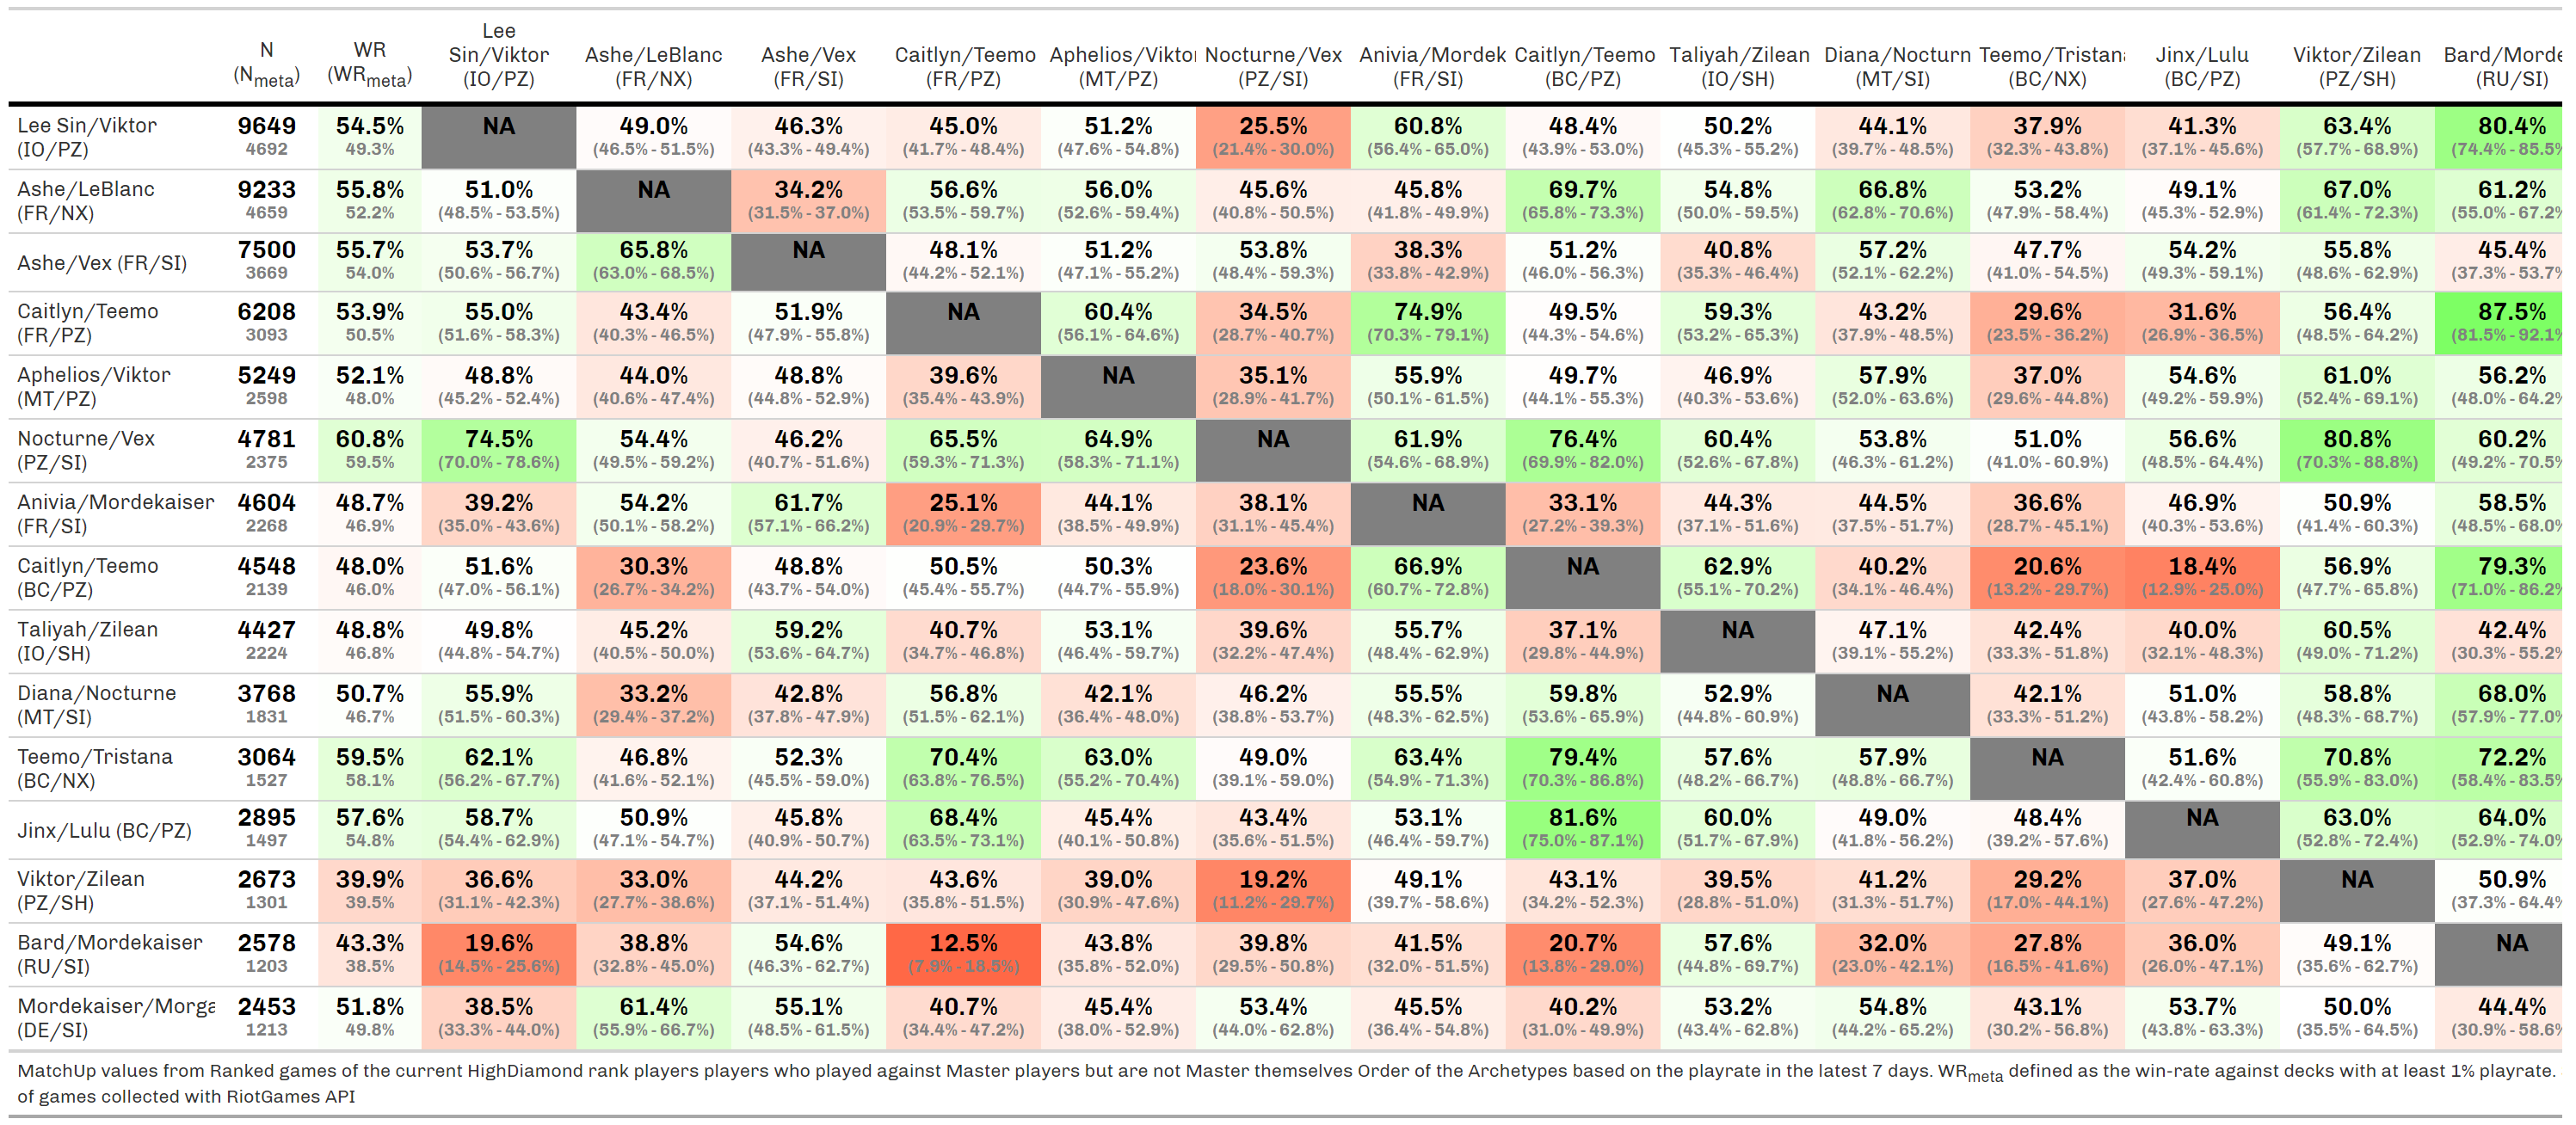 N (Nmeta) | WR (WRmeta) | Lee Sin/Viktor (IO/PZ) | Ashe/LeBlanc (FR/NX) | Ashe/Vex (FR/SI) | Caitlyn/Teemo (FR/PZ) | Aphelios/Viktor (MT/PZ) | Nocturne/Vex (PZ/SI) | Anivia/Mordek (FR/SI) | Caitlyn/Teemo (BC/PZ) | Taliyah/Zilean (IO/SH) | Diana/Nocturn (MT/SI) | Teemo/Tristana (BC/NX) | Jinx/Lulu (BC/PZ) | Viktor/Zilean (PZ/SH) | Bard/Morde (RU/SI)
Lee Sin/Viktor 9649 54.5% NA 49.0% 46.3% 45.0% 51.2% 25.5% 60.8% 48.4% 50.2% 44.1% 37.9% 41.3% 63.4% 80.4%
(IO/PZ) 4692 49.3% (46.5% - 51.5%) (43.3% - 49.4%) (41.7% - 48.4%) (47.6% - 54.8%) (21.4% - 30.0%) (56.4% - 65.0%) (43.9% - 53.0%) (45.3% - 55.2%) (39.7% - 48.5%) (32.3% - 43.8%) (37.1% - 45.6%) (57.7% - 68.9%) (74.4% - 85.5%
Ashe/LeBlanc 9233 55.8% 51.0% NA 34.2% 56.6% 56.0% 45.6% 45.8% 69.7% 54.8% 66.8% 53.2% 49.1% 67.0% 61.2%
(FR/NX) 4659 52.2% (48.5% - 53.5%) (31.5% - 37.0%) (53.5% - 59.7%) (52.6% - 59.4%) (40.8% - 50.5%) (41.8% - 49.9%) (65.8% - 73.3%) (50.0% - 59.5%) (62.8% - 70.6%) (47.9% - 58.4%) (45.3% - 52.9%) (61.4% - 72.3%) (55.0% - 67.2%
Ashe/Vex (FR/SI) 7500 55.7% 53.7% 65.8% NA 48.1% 51.2% 53.8% 38.3% 51.2% 40.8% 57.2% 47.7% 54.2% 55.8% 45.4%
3669 54.0% (50.6% - 56.7%) (63.0% - 68.5%) (44.2% - 52.1%) (47.1% - 55.2%) (48.4% - 59.3%) (33.8% - 42.9%) (46.0% - 56.3%) (35.3% - 46.4%) (52.1% - 62.2%) (41.0% - 54.5%) (49.3% - 59.1%) (48.6% - 62.9%) (37.3% - 53.7%
Caitlyn/Teemo 6208 53.9% 55.0% 43.4% 51.9% NA 60.4% 34.5% 74.9% 49.5% 59.3% 43.2% 29.6% 31.6% 56.4% 87.5%
(FR/PZ) 3093 50.5% (51.6% - 58.3%) (40.3% - 46.5%) (47.9% - 55.8%) (56.1% - 64.6%) (28.7% - 40.7%) (70.3% - 79.1%) (44.3% - 54.6%) (53.2% - 65.3%) (37.9% - 48.5%) (23.5% - 36.2%) (26.9% - 36.5%) (48.5% - 64.2%) (81.5% - 92.1%
Aphelios/Viktor 5249 52.1% 48.8% 44.0% 48.8% 39.6% NA 35.1% 55.9% 49.7% 46.9% 57.9% 37.0% 54.6% 61.0% 56.2%
(MT/PZ) 2598 48.0% (45.2% - 52.4%) (40.6% - 47.4%) (44.8% - 52.9%) (35.4% - 43.9%) (28.9% - 41.7%) (50.1% - 61.5%) (44.1% - 55.3%) (40.3% - 53.6%) (52.0% - 63.6%) (29.6% - 44.8%) (49.2% - 59.9%) (52.4% - 69.1%) (48.0% - 64.2%
Nocturne/Vex 4781 60.8% 74.5% 54.4% 46.2% 65.5% 64.9% NA 61.9% 76.4% 60.4% 53.8% 51.0% 56.6% 80.8% 60.2%
(PZ/SI) 2375 59.5% (70.0% - 78.6%) (49.5% - 59.2%) (40.7% - 51.6%) (59.3% - 71.3%) (58.3% - 71.1%) (54.6% - 68.9%) (69.9% - 82.0%) (52.6% - 67.8%) (46.3% - 61.2%) (41.0% - 60.9%) (48.5% - 64.4%) (70.3% - 88.8%) (49.2% - 70.5%
Anivia/Mordekaiser 4604 48.7% 39.2% 54.2% 61.7% 25.1% 44.1% 38.1% NA 33.1% 44.3% 44.5% 36.6% 46.9% 50.9% 58.5%
(FR/SI) 2268 46.9% (35.0% - 43.6%) (50.1% - 58.2%) (57.1% - 66.2%) (20.9% - 29.7%) (38.5% - 49.9%) (31.1% - 45.4%) (27.2% - 39.3%) (37.1% - 51.6%) (37.5% - 51.7%) (28.7% - 45.1%) (40.3% - 53.6%) (41.4% - 60.3%) (48.5% - 68.0%
Caitlyn/Teemo 4548 48.0% 51.6% 30.3% 48.8% 50.5% 50.3% 23.6% 66.9% NA 62.9% 40.2% 20.6% 18.4% 56.9% 79.3%
(BC/PZ) 2139 46.0% (47.0% - 56.1%) (26.7% - 34.2%) (43.7% - 54.0%) (45.4% - 55.7%) (44.7% - 55.9%) (18.0% - 30.1%) (60.7% - 72.8%) (55.1% - 70.2%) (34.1% - 46.4%) (13.2% - 29.7%) (12.9% - 25.0%) (47.7% - 65.8%) (71.0% - 86.2%
Taliyah/Zilean 4427 48.8% 49.8% 45.2% 59.2% 40.7% 53.1% 39.6% 55.7% 37.1% NA 47.1% 42.4% 40.0% 60.5% 42.4%
(IO/SH) 2224 46.8% (44.8% - 54.7%) (40.5% - 50.0%) (53.6% - 64.7%) (34.7% - 46.8%) (46.4% - 59.7%) (32.2% - 47.4%) (48.4% - 62.9%) (29.8% - 44.9%) (39.1% - 55.2%) (33.3% - 51.8%) (32.1% - 48.3%) (49.0% - 71.2%) (30.3% - 55.2%
Diana/Nocturne 3768 50.7% 55.9% 33.2% 42.8% 56.8% 42.1% 46.2% 55.5% 59.8% 52.9% NA 42.1% 51.0% 58.8% 68.0%
(MT/SI) 1831 46.7% (51.5% - 60.3%) (29.4% - 37.2%) (37.8% - 47.9%) (51.5% - 62.1%) (36.4% - 48.0%) (38.8% - 53.7%) (48.3% - 62.5%) (53.6% - 65.9%) (44.8% - 60.9%) (33.3% - 51.2%) (43.8% - 58.2%) (48.3% - 68.7%) (57.9% - 77.0%
Teemo/Tristana 3064 59.5% 62.1% 46.8% 52.3% 70.4% 63.0% 49.0% 63.4% 79.4% 57.6% 57.9% NA 51.6% 70.8% 72.2%
(BC/NX) 1527 58.1% (56.2% - 67.7%) (41.6% - 52.1%) (45.5% - 59.0%) (63.8% - 76.5%) (55.2% - 70.4%) (39.1% - 59.0%) (54.9% - 71.3%) (70.3% - 86.8%) (48.2% - 66.7%) (48.8% - 66.7%) (42.4% - 60.8%) (55.9% - 83.0%) (58.4% - 83.5%
Jinx/Lulu (BC/PZ) 2895 57.6% 58.7% 50.9% 45.8% 68.4% 45.4% 43.4% 53.1% 81.6% 60.0% 49.0% 48.4% NA 63.0% 64.0%
1497 54.8% (54.4% - 62.9%) (47.1% - 54.7%) (40.9% - 50.7%) (63.5% - 73.1%) (40.1% - 50.8%) (35.6% - 51.5%) (46.4% - 59.7%) (75.0% - 87.1%) (51.7% - 67.9%) (41.8% - 56.2%) (39.2% - 57.6%) (52.8% - 72.4%) (52.9% - 74.0%
Viktor/Zilean 2673 39.9% 36.6% 33.0% 44.2% 43.6% 39.0% 19.2% 49.1% 43.1% 39.5% 41.2% 29.2% 37.0% NA 50.9%
(PZ/SH) 1301 39.5% (31.1% - 42.3%) (27.7% - 38.6%) (37.1% - 51.4%) (35.8% - 51.5%) (30.9% - 47.6%) (11.2% - 29.7%) (39.7% - 58.6%) (34.2% - 52.3%) (28.8% - 51.0%) (31.3% - 51.7%) (17.0% - 44.1%) (27.6% - 47.2%) (37.3% - 64.4%
Bard/Mordekaiser 2578 43.3% 19.6% 38.8% 54.6% 12.5% 43.8% 39.8% 41.5% 20.7% 57.6% 32.0% 27.8% 36.0% 49.1% NA
(RU/SI) 1203 38.5% (14.5% - 25.6%) (32.8% - 45.0%) (46.3% - 62.7%) (7.9% - 18.5%) (35.8% - 52.0%) (29.5% - 50.8%) (32.0% - 51.5%) (13.8% - 29.0%) (44.8% - 69.7%) (23.0% - 42.1%) (16.5% - 41.6%) (26.0% - 47.1%) (35.6% - 62.7%)
Mordekaiser/Morga 2453 51.8% 38.5% 61.4% 55.1% 40.7% 45.4% 53.4% 45.5% 40.2% 53.2% 54.8% 43.1% 53.7% 50.0% 44.4%
(DE/SI) 1213 49.8% (33.3% - 44.0%) (55.9% - 66.7%) (48.5% - 61.5%) (34.4% - 47.2%) (38.0% - 52.9%) (44.0% - 62.8%) (36.4% - 54.8%) (31.0% - 49.9%) (43.4% - 62.8%) (44.2% - 65.2%) (30.2% - 56.8%) (43.8% - 63.3%) (35.5% - 64.5%) (30.9% - 58.6%
MatchUp values from Ranked games of the current HighDiamond rank players players who played against Master players but are not Master themselves Order of the Archetypes based on the playrate in the latest 7 days. WRmeta defined as the win-rate against decks with at least 1% playrate.
of games collected with RiotGames API